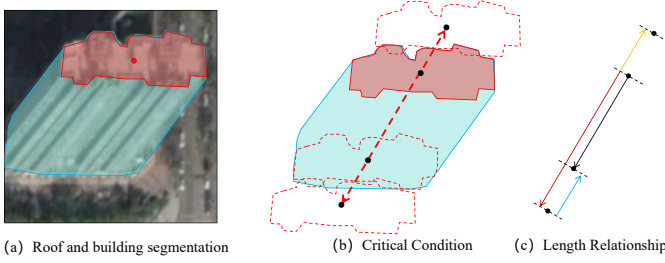 (a) Roof and building segmentation
(b) Critical Condition
(c) Length Relationship